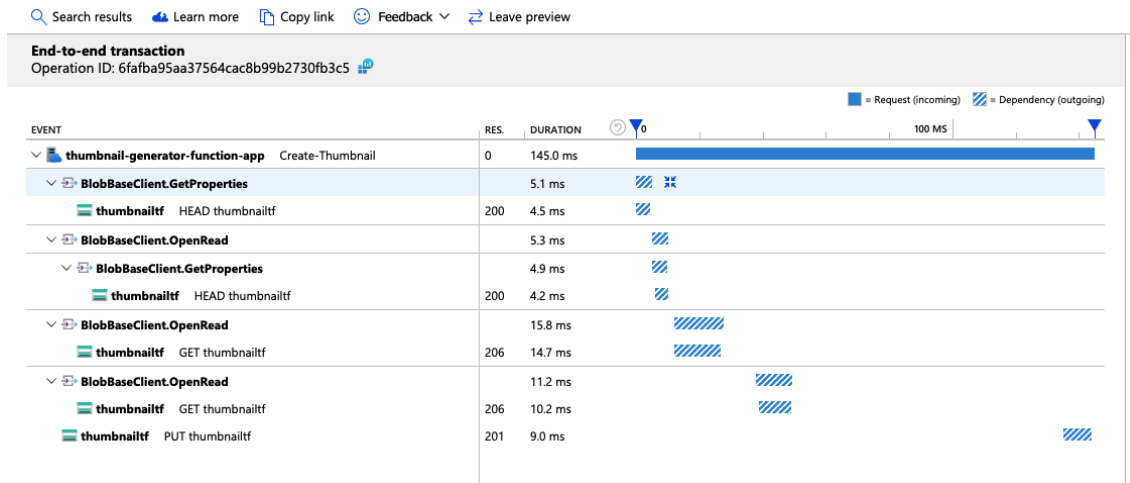 Search results Learn more Copy link Feedback Leave preview
End-to-end transaction
Operation ID: 6fafba95aa37564cac8b99b2730fb3c5
= Request (incoming) = Dependency (outgoing)
EVENT RES. DURATION 0 100 MS
thumbnail-generator-function-app Create-Thumbnail 0 145.0 ms
BlobBaseClient.GetProperties 5.1 ms
thumbnailtf HEAD thumbnailtf 200 4.5 ms
BlobBaseClient.OpenRead 5.3 ms
BlobBaseClient.GetProperties 4.9 ms
thumbnailtf HEAD thumbnailtf 200 4.2 ms
BlobBaseClient.OpenRead 15.8 ms
thumbnailtf GET thumbnailtf 206 14.7 ms
BlobBaseClient.OpenRead 11.2 ms
thumbnailtf GET thumbnailtf 206 10.2 ms
thumbnailtf PUT thumbnailtf 201 9.0 ms